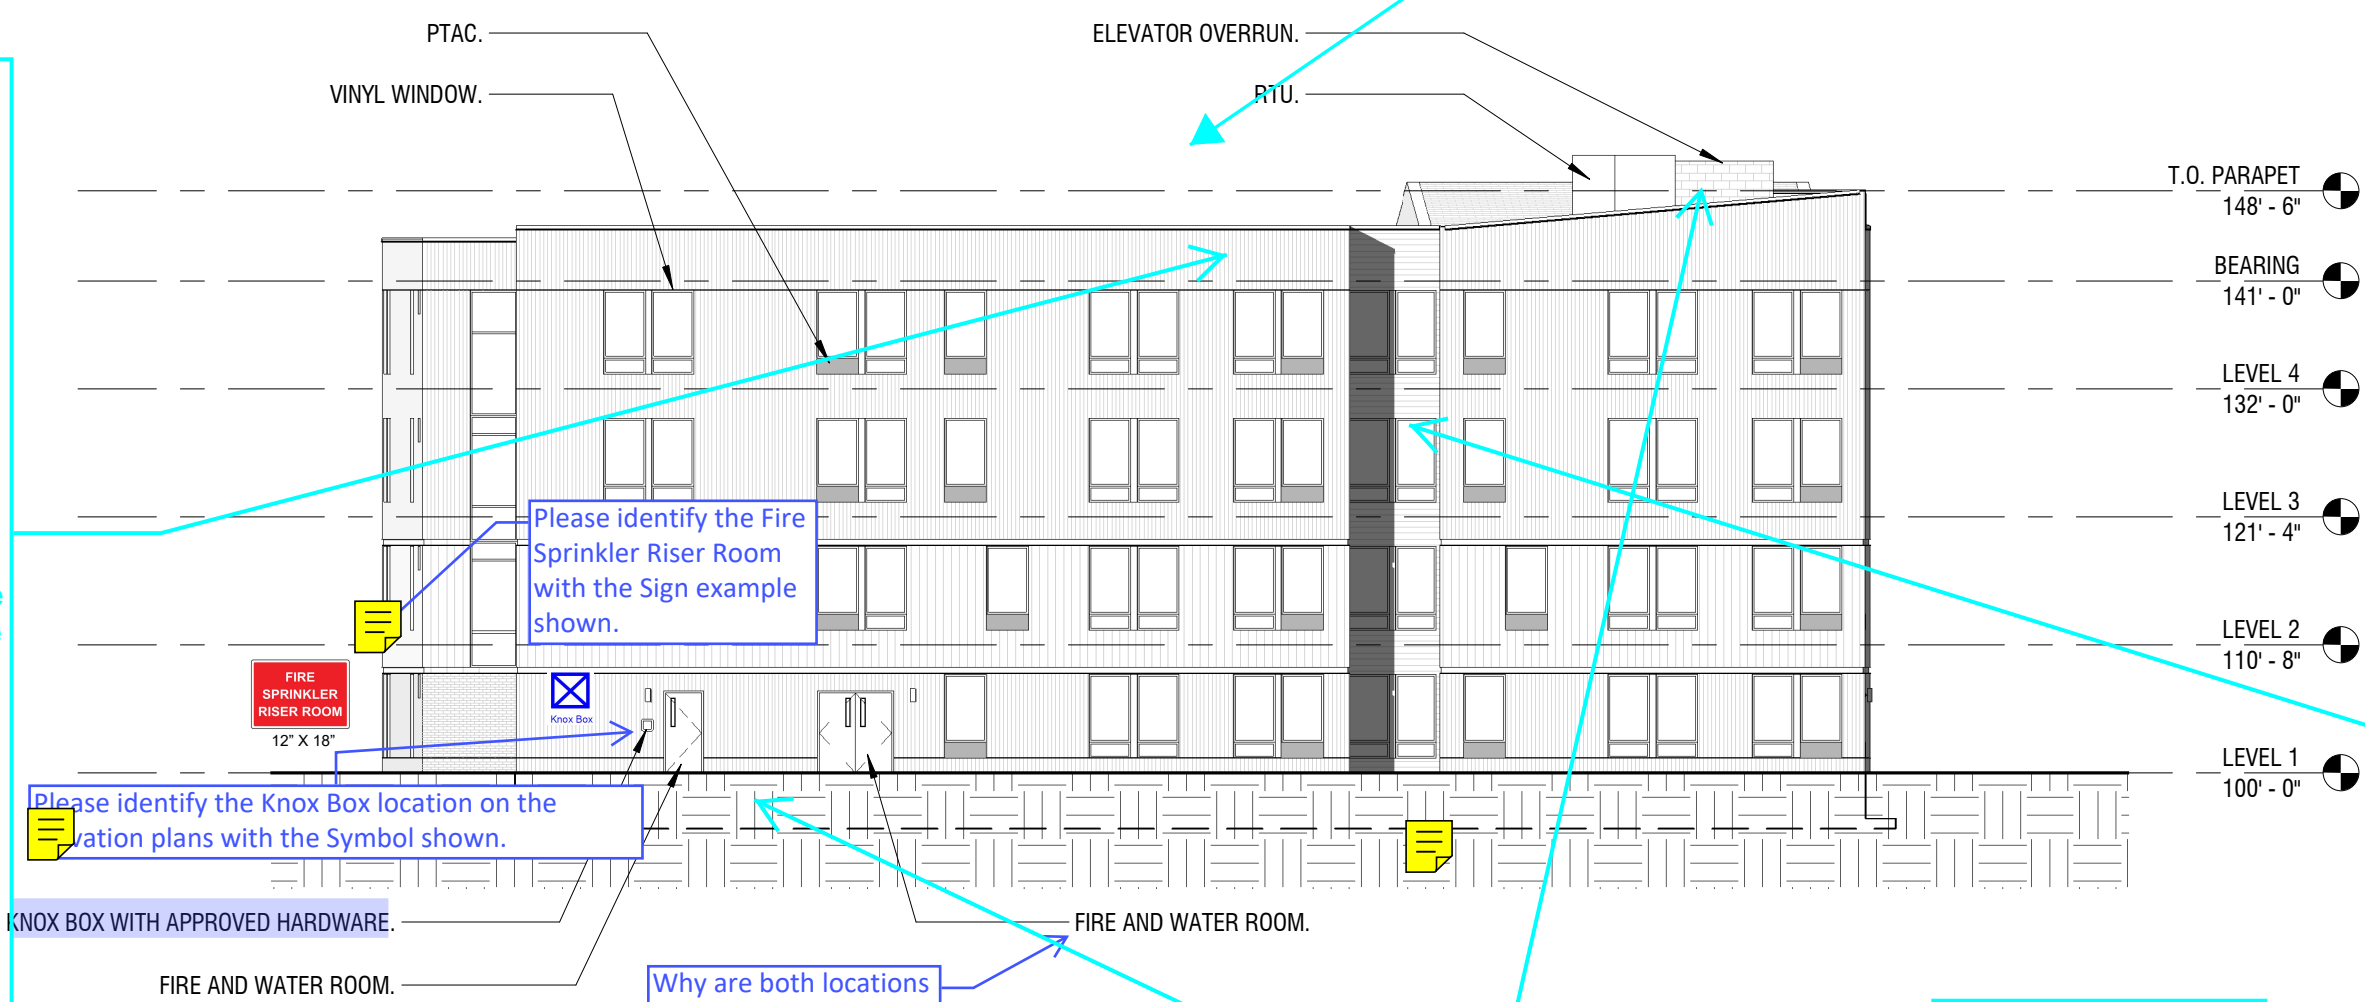 PTAC.
ELEVATOR OVERRUN.
VINYL WINDOW.
RTU.
T.O. PARAPET
148' - 6"
BEARING
141' - 0"
LEVEL 4
132' - 0"
LEVEL 3
121' - 4"
LEVEL 2
110' - 8"
LEVEL 1
100' - 0"
Please identify the Fire
Sprinkler Riser Room
with the Sign example
shown.
FIRE
SPRINKLER
RISER ROOM
12” X 18”
Knox Box
Please identify the Knox Box location on the
vation plans with the Symbol shown.
KNOX BOX WITH APPROVED HARDWARE.
FIRE AND WATER ROOM.
FIRE AND WATER ROOM.
Why are both locations